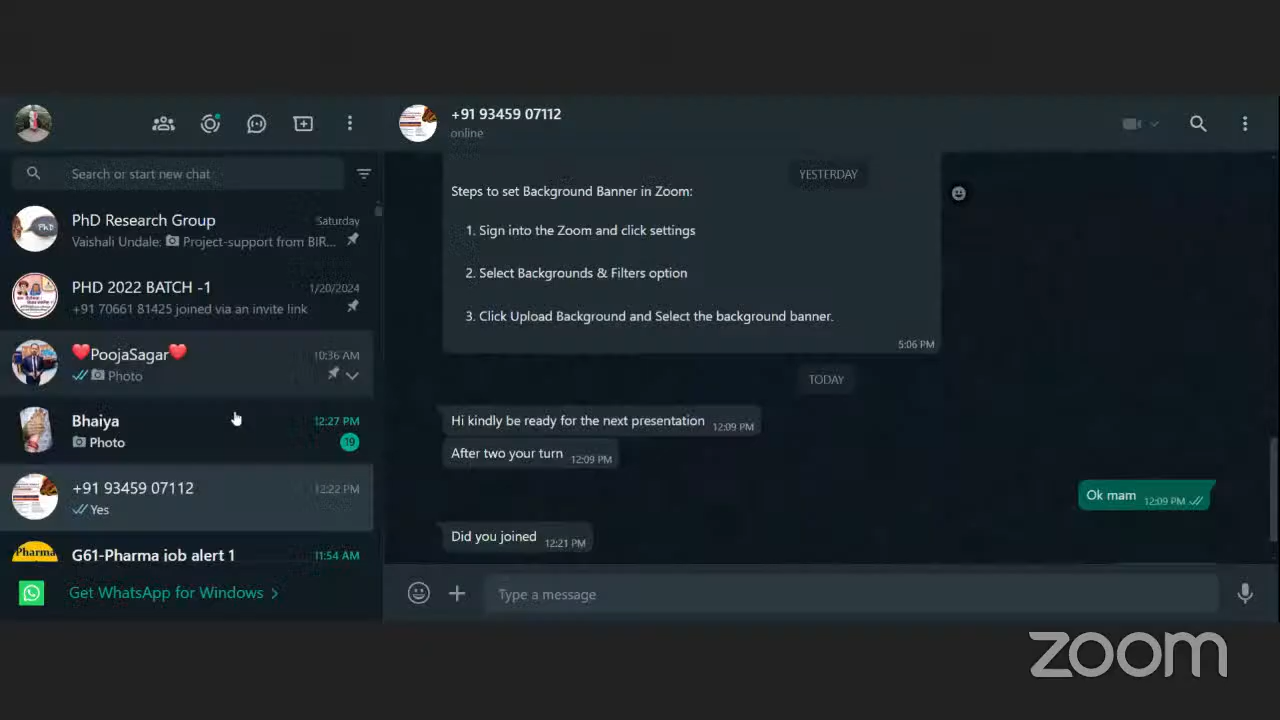 +91 93459 07112
online
Search or start new chat
PhD Research Group
Saturday
Vaishali Undale: Project-support from BIR...
PHD 2022 BATCH -1
1/20/2024
+91 70661 81425 joined via an invite link
❤️PoojaSagar❤️
10:36 AM
Photo
Bhaiya
12:27 PM
Photo
19
+91 93459 07112
12:22 PM
Yes
Pharma
G61-Pharma job alert 1
11:54 AM
Get WhatsApp for Windows
YESTERDAY
Steps to set Background Banner in Zoom:
1. Sign into the Zoom and click settings
2. Select Backgrounds & Filters option
3. Click Upload Background and Select the background banner.
5:06 PM
TODAY
Hi kindly be ready for the next presentation 12:09 PM
After two your turn 12:09 PM
Ok mam 12:09 PM
Did you joined 12:21 PM
Type a message
zoom